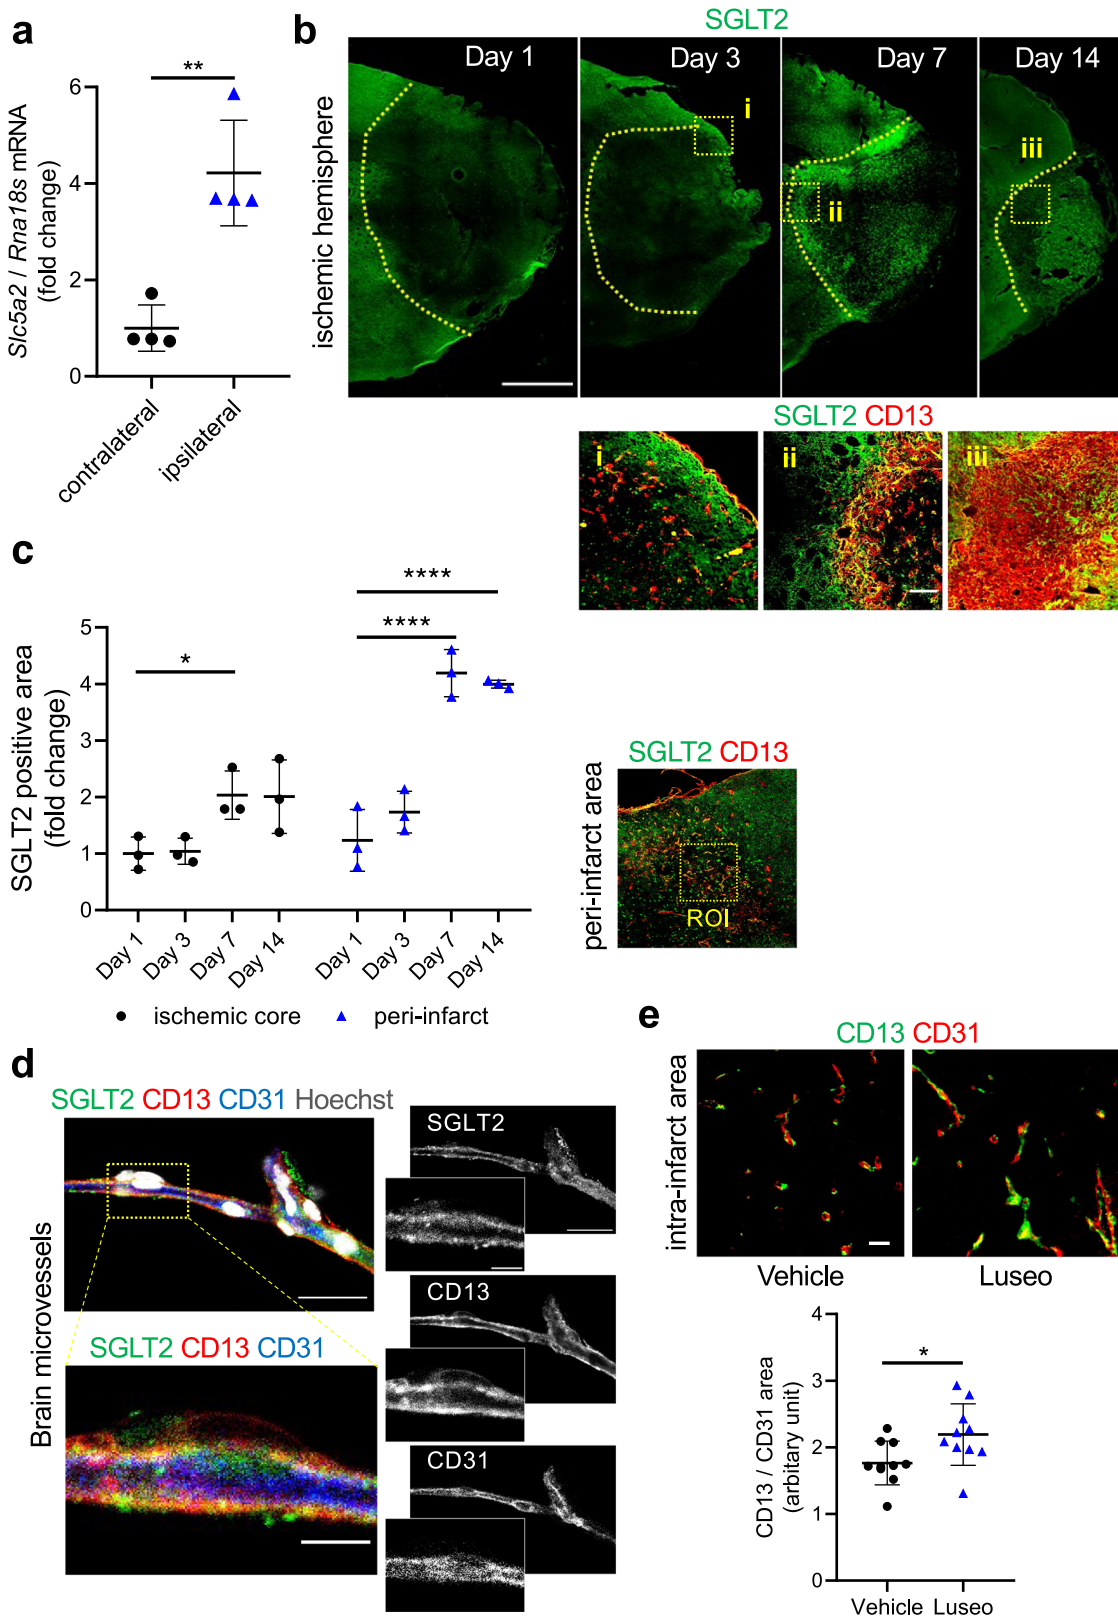 a
Slc5a2 / Rna18s mRNA
(fold change)
**
6
4
2
0
contralateral
ipsilateral
b
SGLT2
ischemic hemisphere
Day 1
Day 3
Day 7
Day 14
i
ii
iii
SGLT2 CD13
i
ii
iii
c
SGLT2 positive area
(fold change)
*
****
****
5
4
3
2
1
0
Day 1
Day 3
Day 7
Day 14
Day 1
Day 3
Day 7
Day 14
ischemic core
peri-infarct
peri-infarct area
SGLT2 CD13
ROI
d
Brain microvessels
SGLT2 CD13 CD31 Hoechst
SGLT2 CD13 CD31
SGLT2
CD13
CD31
e
CD13 CD31
intra-infarct area
Vehicle
Luseo
CD13 / CD31 area
(arbitary unit)
*
4
3
2
1
0
Vehicle
Luseo